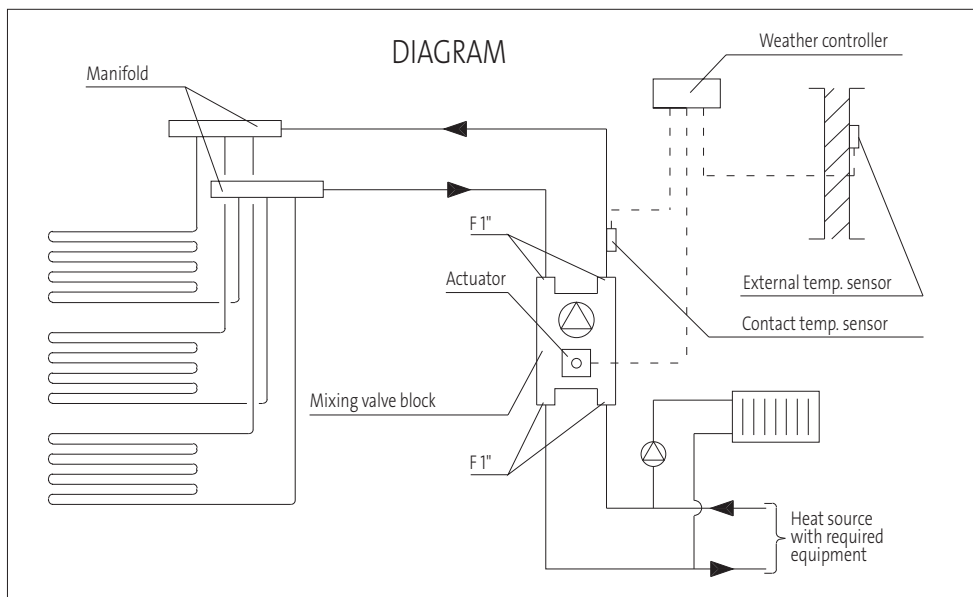 DIAGRAM
Weather controller
Manifold
F 1"
Actuator
External temp. sensor
Contact temp. sensor
Mixing valve block
F 1"
Heat source
with required
equipment